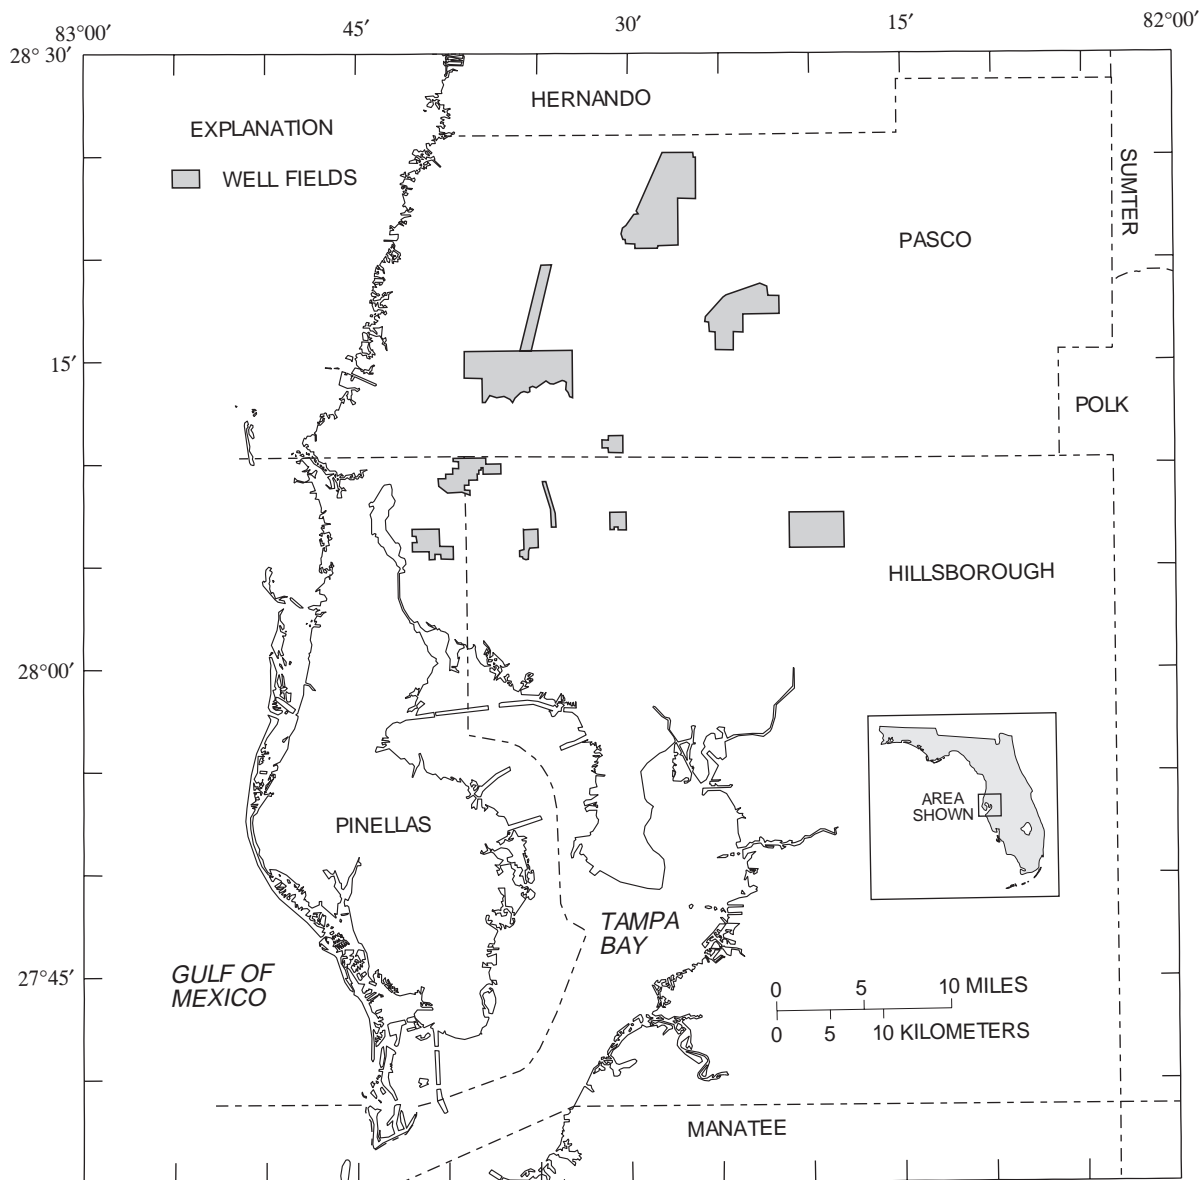 83°00′ 45′ 30′ 15′ 82°00′
28° 30′
HERNANDO
EXPLANATION
WELL FIELDS
SUMTER
PASCO
15′
POLK
HILLSBOROUGH
28°00′
AREA
SHOWN
PINELLAS
TAMPA
BAY
GULF OF
MEXICO
27°45′
0 5 10 MILES
0 5 10 KILOMETERS
MANATEE